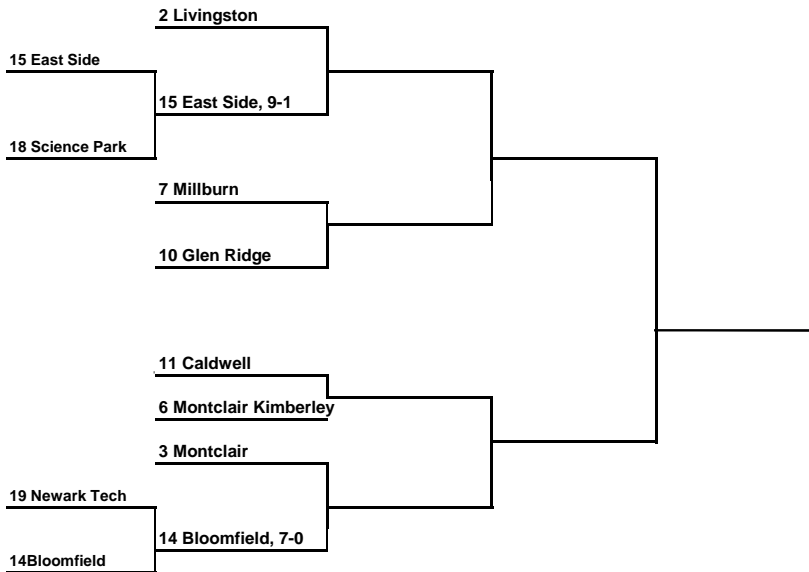 2 Livingston
15 East Side
15 East Side, 9-1
18 Science Park
7 Millburn
10 Glen Ridge
11 Caldwell
6 Montclair Kimberley
3 Montclair
19 Newark Tech
14 Bloomfield, 7-0
14Bloomfield